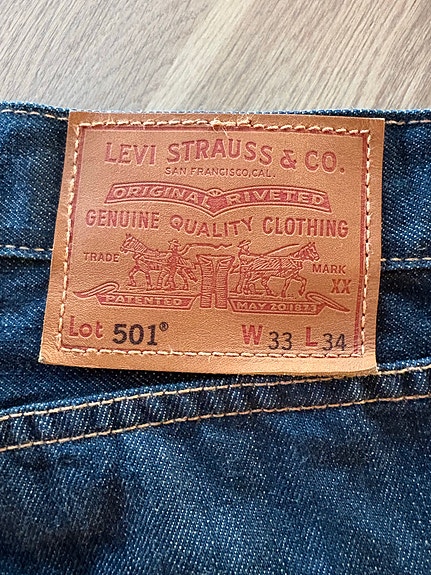 LEVI STRAUSS & CO.
SAN FRANCISCO, CAL.
ORIGINAL RIVETED
GENUINE QUALITY CLOTHING
TRADE MARK
XX
PATENTED MAY 20 1873
Lot 501® W 33 L 34